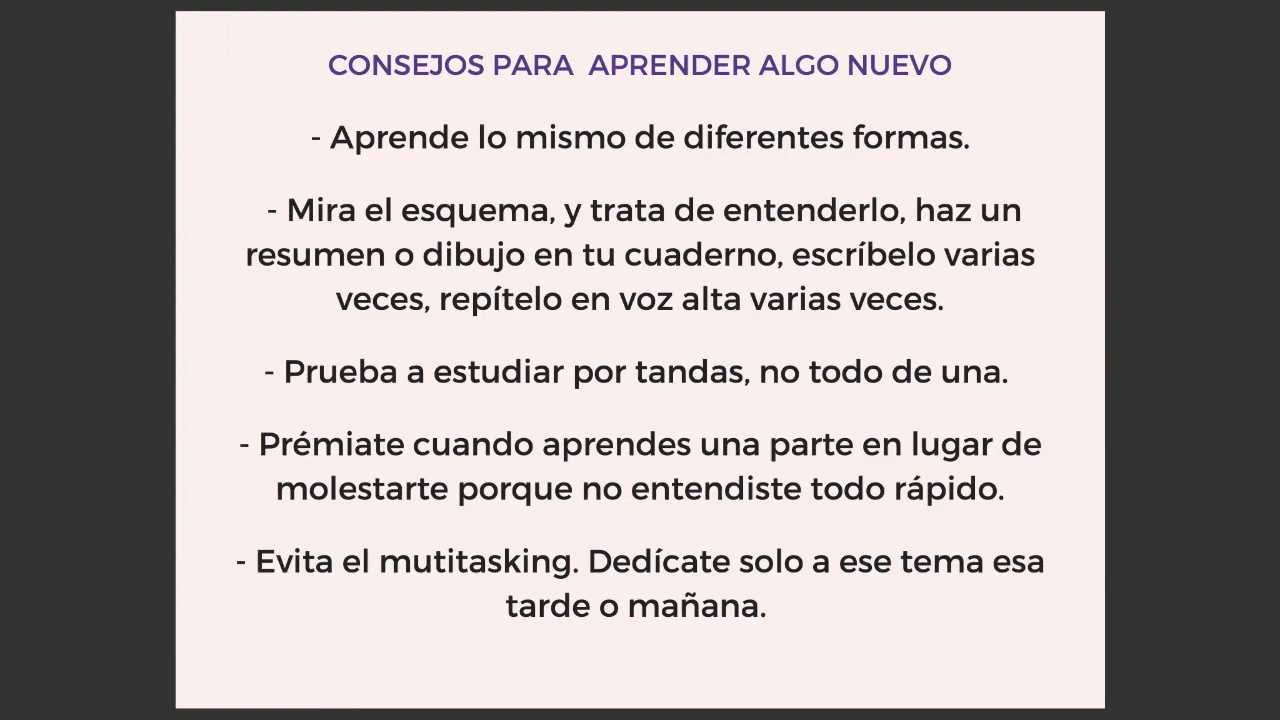 CONSEJOS PARA  APRENDER ALGO NUEVO
- Aprende lo mismo de diferentes formas.
- Mira el esquema, y trata de entenderlo, haz un
resumen o dibujo en tu cuaderno, escríbelo varias
veces, repítelo en voz alta varias veces.
- Prueba a estudiar por tandas, no todo de una.
- Prémiate cuando aprendes una parte en lugar de
molestarte porque no entendiste todo rápido.
- Evita el mutitasking. Dedícate solo a ese tema esa
tarde o mañana.